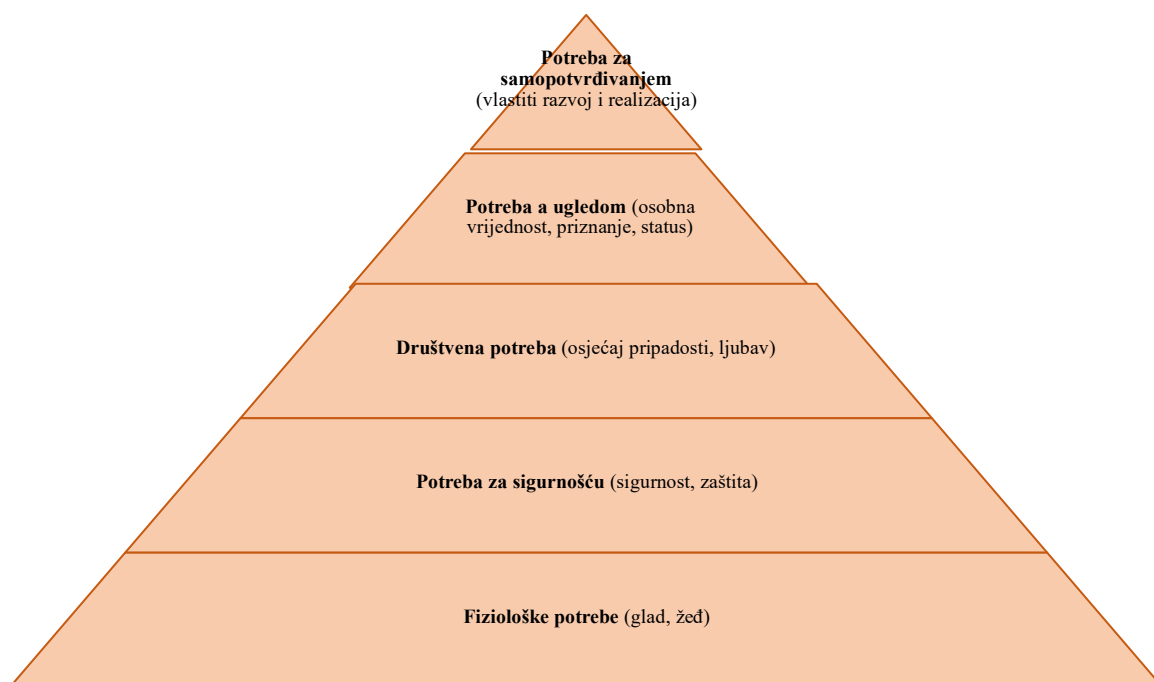 Potreba za
samopotvrđivanjem
(vlastiti razvoj i realizacija)
Potreba a ugledom (osobna
vrijednost, priznanje, status)
Društvena potreba (osjećaj pripadosti, ljubav)
Potreba za sigurnošću (sigurnost, zaštita)
Fiziološke potrebe (glad, žeđ)